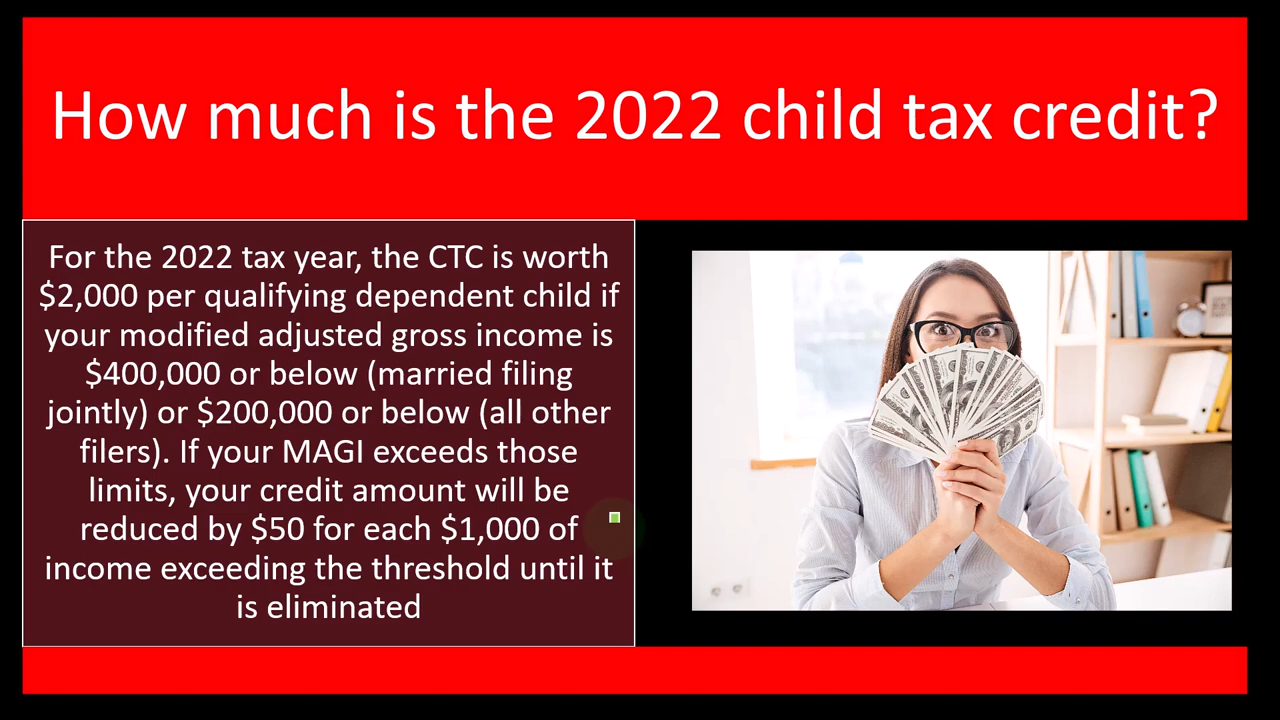 How much is the 2022 child tax credit?
For the 2022 tax year, the CTC is worth
$2,000 per qualifying dependent child if
your modified adjusted gross income is
$400,000 or below (married filing
jointly) or $200,000 or below (all other
filers). If your MAGI exceeds those
limits, your credit amount will be
reduced by $50 for each $1,000 of
income exceeding the threshold until it
is eliminated